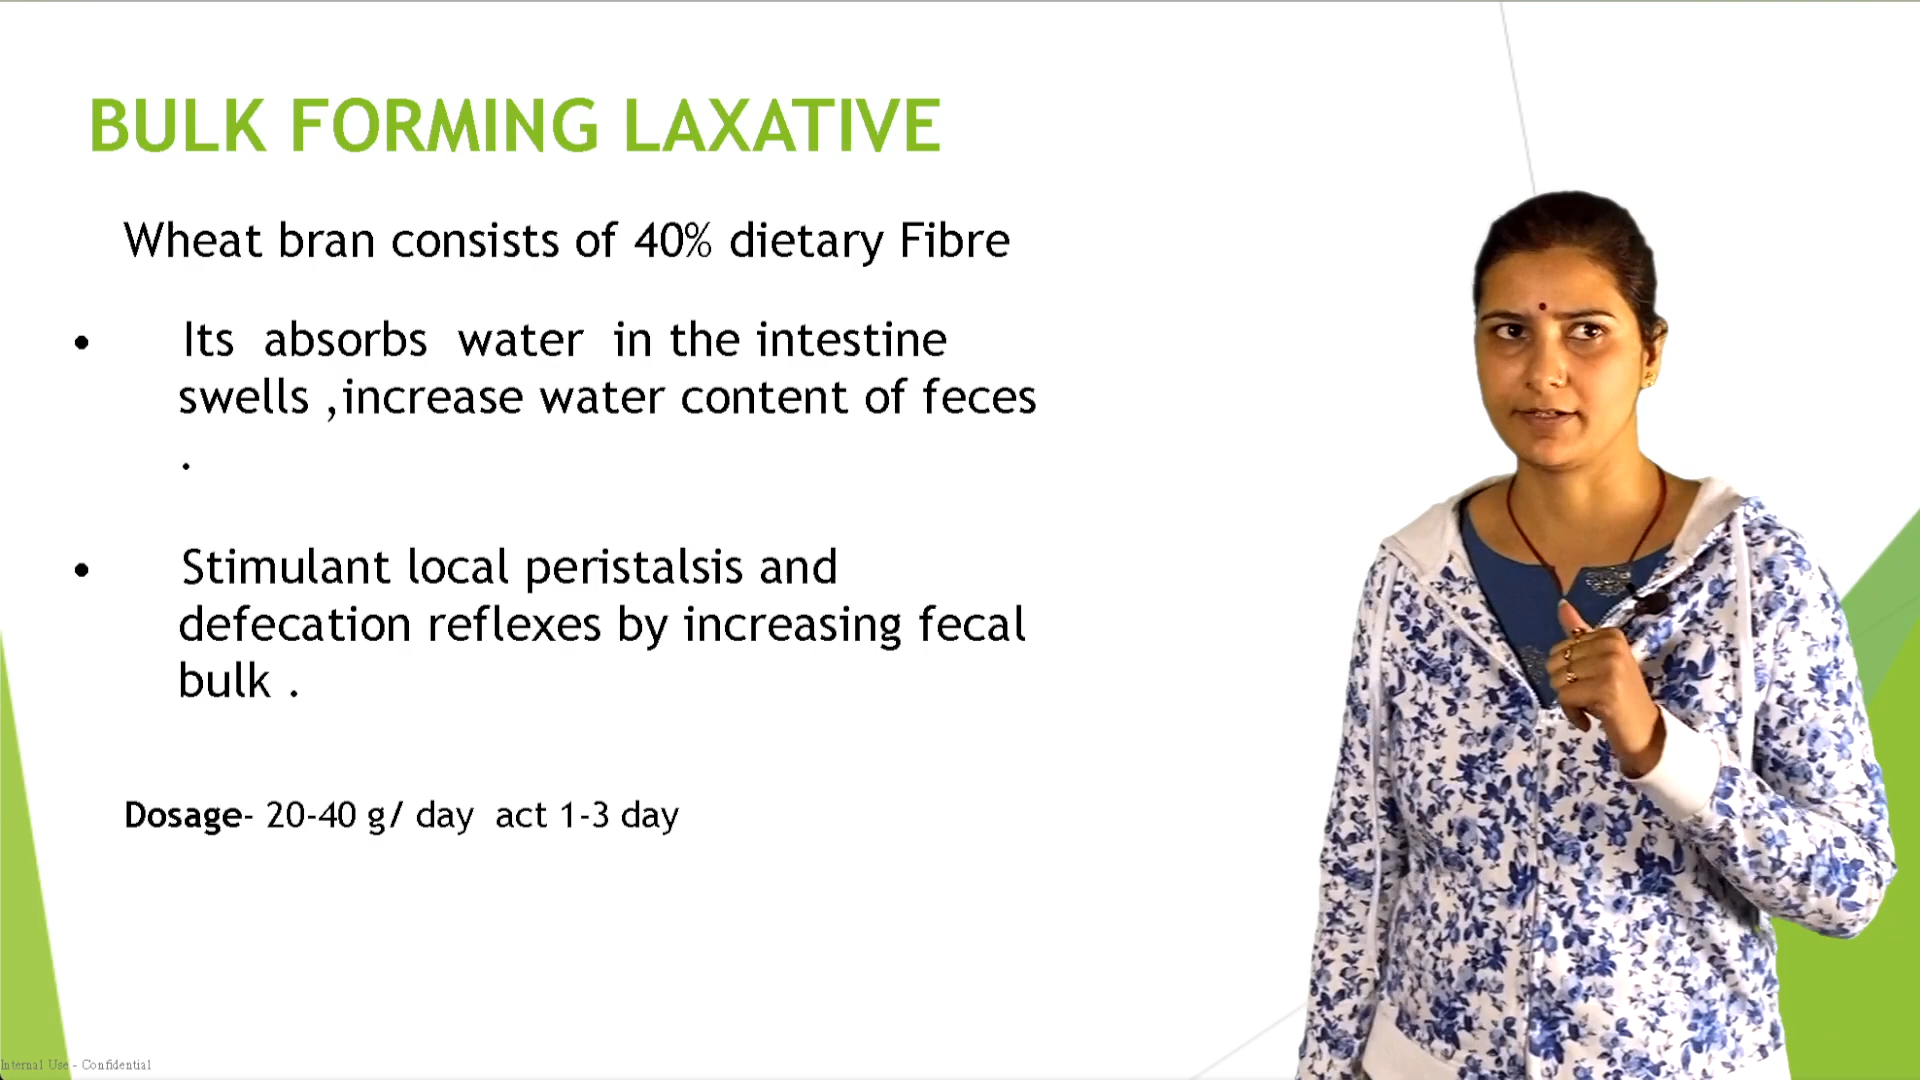 BULK FORMING LAXATIVE
Wheat bran consists of 40% dietary Fibre
• Its absorbs water in the intestine
swells ,increase water content of feces
.
• Stimulant local peristalsis and
defecation reflexes by increasing fecal
bulk .
Dosage- 20-40 g/ day act 1-3 day
Internal Use - Confidential